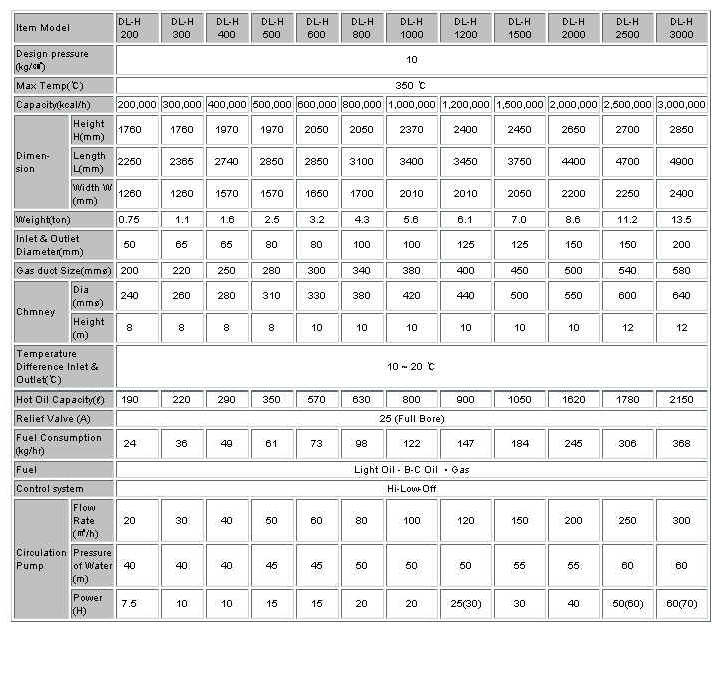 Item Model DL-H 200 DL-H 300 DL-H 400 DL-H 500 DL-H 600 DL-H 800 DL-H 1000 DL-H 1200 DL-H 1500 DL-H 2000 DL-H 2500 DL-H 3000
Design pressure (kg/㎠) 10
Max Temp(℃) 350 ℃
Capacity(kcal/h) 200,000 300,000 400,000 500,000 600,000 800,000 1,000,000 1,200,000 1,500,000 2,000,000 2,500,000 3,000,000
Dimen-sion Height H(mm) 1760 1760 1970 1970 2050 2050 2370 2400 2450 2650 2700 2850
Length L(mm) 2250 2365 2740 2850 2850 3100 3400 3450 3750 4400 4700 4900
Width W (mm) 1260 1260 1570 1570 1650 1700 2010 2010 2050 2200 2250 2400
Weight(ton) 0.75 1.1 1.6 2.5 3.2 4.3 5.6 6.1 7.0 8.6 11.2 13.5
Inlet & Outlet Diameter(mm) 50 65 65 80 80 100 100 125 125 150 150 200
Gas duct Size(mmø) 200 220 250 280 300 340 380 400 450 500 540 580
Chmney Dia (mmø) 240 260 280 310 330 380 420 440 500 550 600 640
Height (m) 8 8 8 8 10 10 10 10 10 10 12 12
Temperature Difference Inlet & Outlet(℃) 10 ~ 20 ℃
Hot Oil Capacity(ℓ) 190 220 290 350 570 630 800 900 1050 1620 1780 2150
Relief Valve (A) 25 (Full Bore)
Fuel Consumption (kg/hr) 24 36 49 61 73 98 122 147 184 245 306 368
Fuel Light Oil - B-C Oil • Gas
Control system Hi-Low-Off
Circulation Pump Flow Rate (㎥/h) 20 30 40 50 60 80 100 120 150 200 250 300
Pressure of Water (m) 40 40 40 45 45 50 50 50 55 55 60 60
Power (H) 7.5 10 10 15 15 20 20 25(30) 30 40 50(60) 60(70)